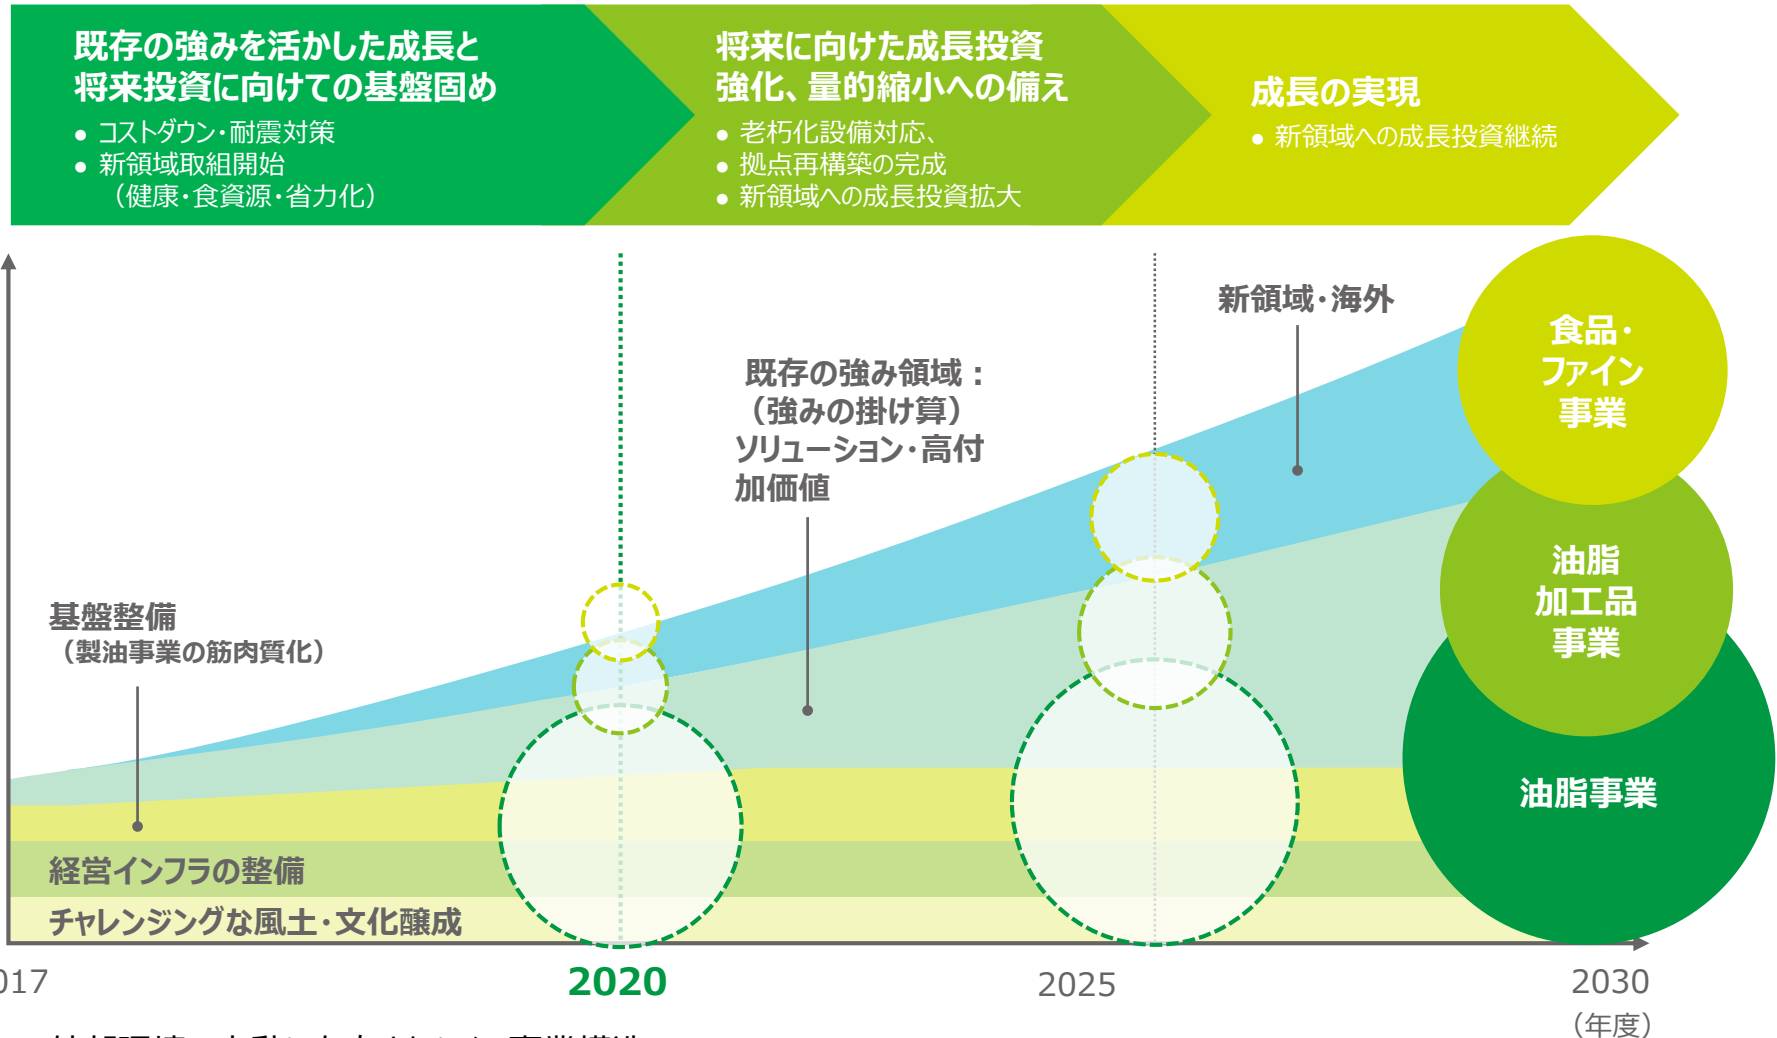 既存の強みを活かした成長と
将来投資に向けての基盤固め
● コストダウン・耐震対策
● 新領域取組開始
（健康・食資源・省力化）
将来に向けた成長投資
強化、量的縮小への備え
● 老朽化設備対応、
● 拠点再構築の完成
● 新領域への成長投資拡大
成長の実現
● 新領域への成長投資継続
新領域・海外
既存の強み領域：
（強みの掛け算）
ソリューション・高付
加価値
基盤整備
（製油事業の筋肉質化）
経営インフラの整備
チャレンジングな風土・文化醸成
食品・
ファイン
事業
油脂
加工品
事業
油脂事業
017
2020
2025
2030
（年度）